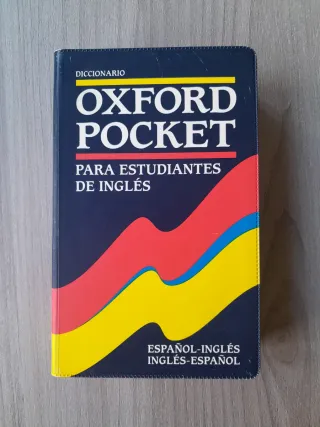 DICCIONARIO
OXFORD
POCKET
PARA ESTUDIANTES
DE INGLÉS
ESPAÑOL-INGLÉS
INGLÉS-ESPAÑOL